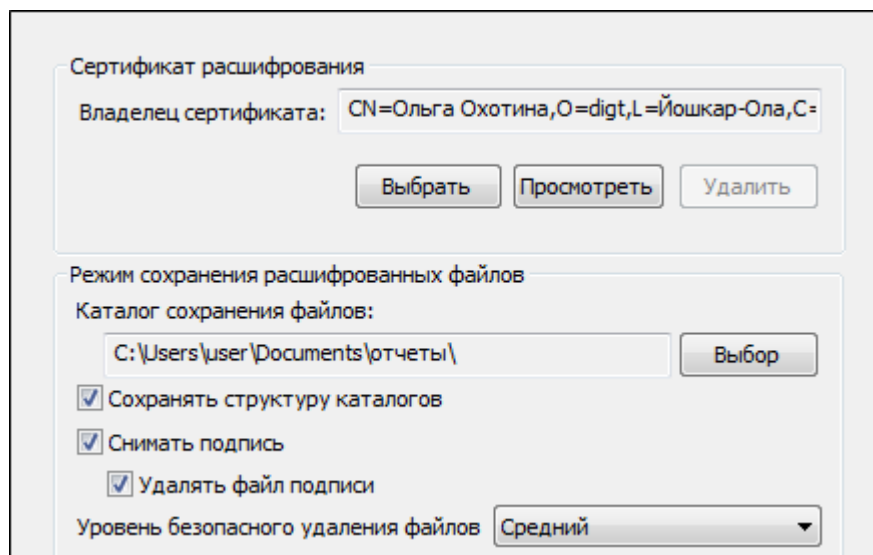 Сертификат расшифрования
Владелец сертификата: CN=Ольга Охотина,O=digt,L=Йошкар-Ола,C=
Выбрать Просмотреть Удалить
Режим сохранения расшифрованных файлов
Каталог сохранения файлов:
C:\Users\user\Documents\отчеты\ Выбор
Сохранять структуру каталогов
Снимать подпись
Удалять файл подписи
Уровень безопасного удаления файлов Средний